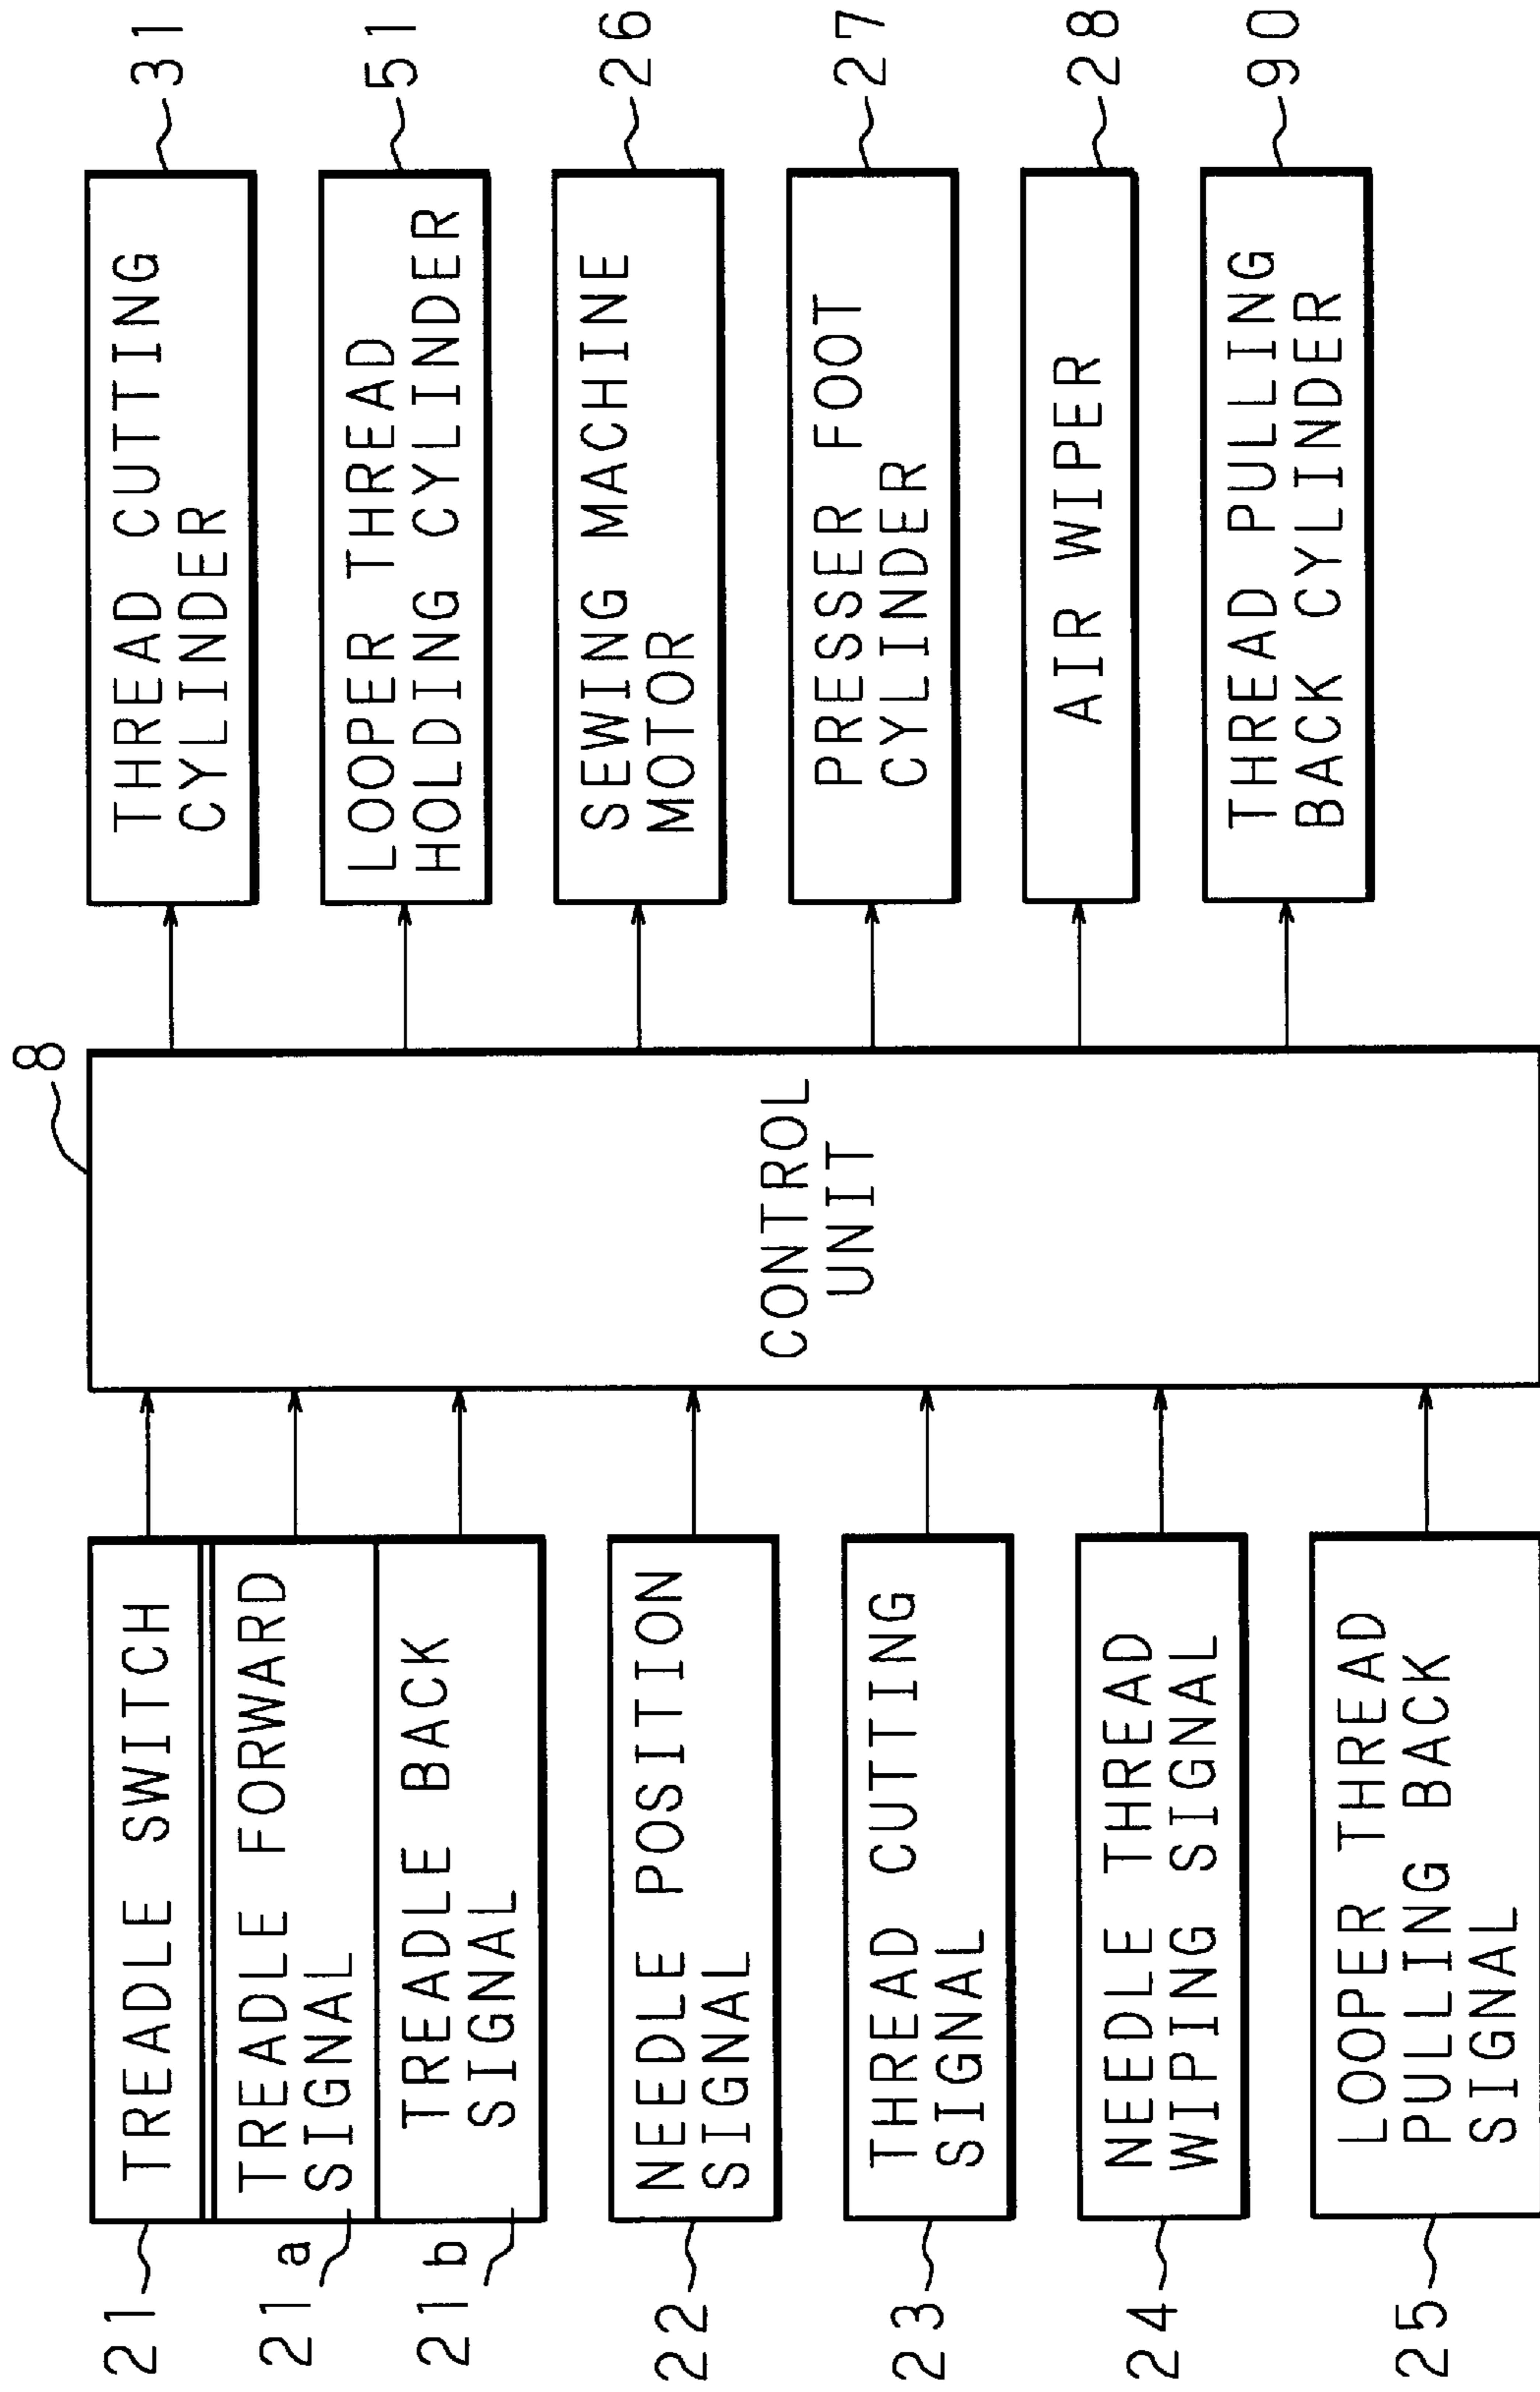 8
21
TREADLE SWITCH
21a
TREADLE FORWARD
SIGNAL
21b
TREADLE BACK
SIGNAL
22
NEEDLE POSITION
SIGNAL
23
THREAD CUTTING
SIGNAL
24
NEEDLE THREAD
WIPING SIGNAL
25
LOOPER THREAD
PULLING BACK
SIGNAL
CONTROL
UNIT
THREAD CUTTING
CYLINDER
31
LOOPER THREAD
HOLDING CYLINDER
51
SEWING MACHINE
MOTOR
26
PRESSER FOOT
CYLINDER
27
AIR WIPER
28
THREAD PULLING
BACK CYLINDER
90